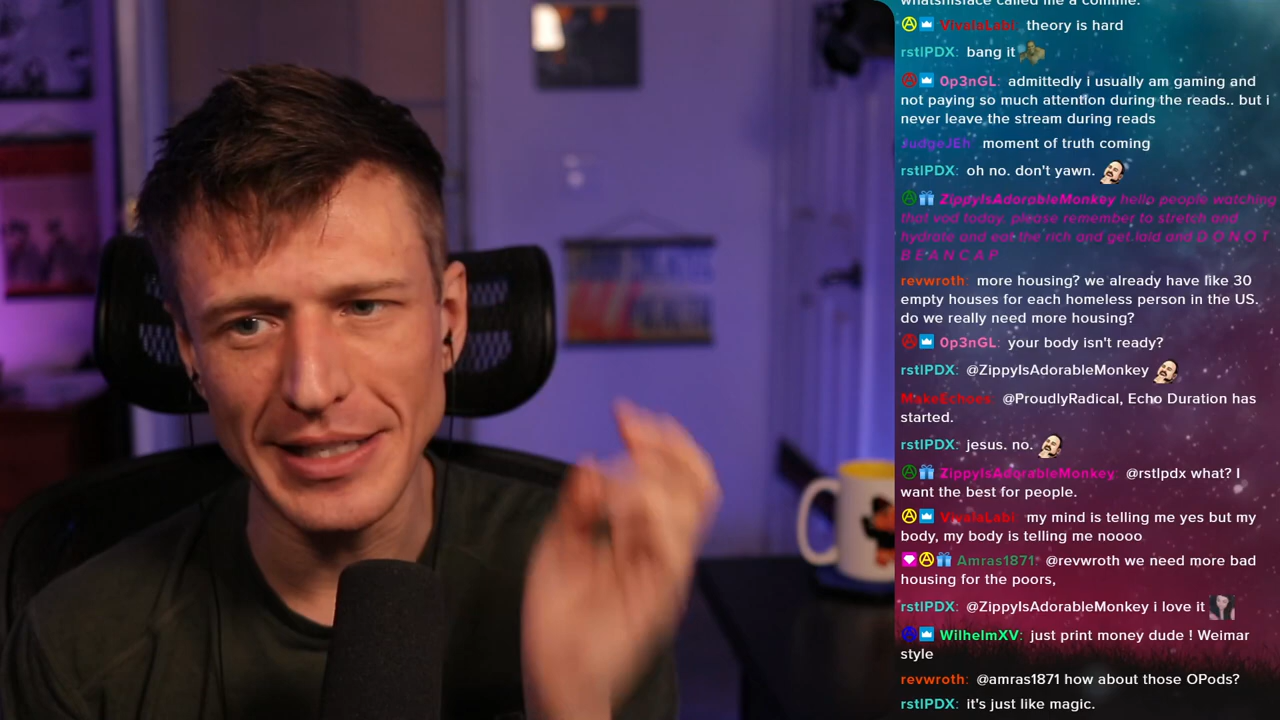 whatshisface called me a commie.
VivalaLabi: theory is hard
rstlPDX: bang it
0p3nGL: admittedly i usually am gaming and
not paying so much attention during the reads.. but i
never leave the stream during reads
JudgeJEh: moment of truth coming
rstlPDX: oh no. don't yawn.
ZippyIsAdorableMonkey hello people watching
that vod today. please remember to stretch and
hydrate and eat the rich and get laid and D O N O T
B E A N C A P
revwroth: more housing? we already have like 30
empty houses for each homeless person in the US.
do we really need more housing?
0p3nGL: your body isn't ready?
rstlPDX: @ZippyIsAdorableMonkey
MakeEchoes: @ProudlyRadical, Echo Duration has
started.
rstlPDX: jesus. no.
ZippyIsAdorableMonkey: @rstlpdx what? I
want the best for people.
VivalaLabi: my mind is telling me yes but my
body, my body is telling me noooo
Amras1871: @revwroth we need more bad
housing for the poors,
rstlPDX: @ZippyIsAdorableMonkey i love it
WilhelmXV: just print money dude ! Weimar
style
revwroth: @amras1871 how about those OPods?
rstlPDX: it's just like magic.